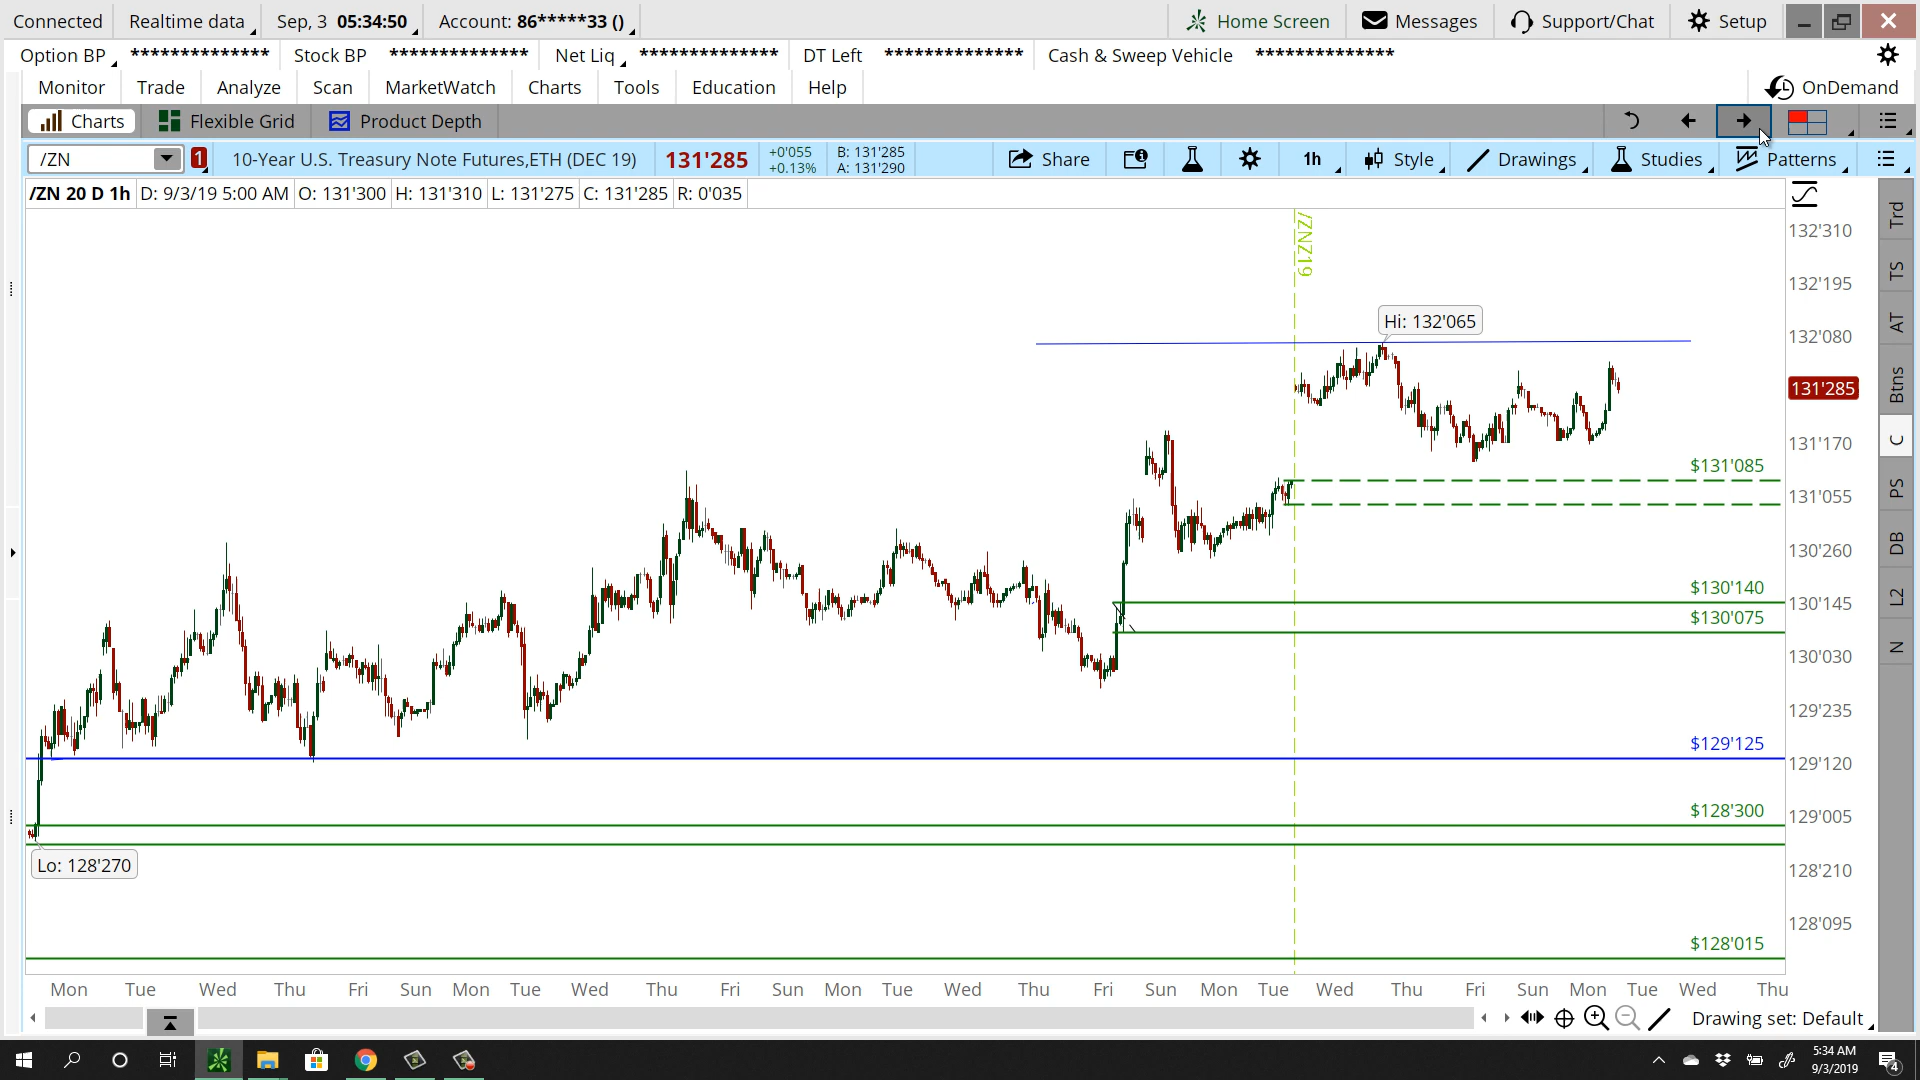 Connected Realtime data Sep, 3 05:34:50 Account: 86*****33 () Home Screen Messages Support/Chat Setup
Option BP ************** Stock BP ************** Net Liq ************** DT Left ************** Cash & Sweep Vehicle **************
Monitor Trade Analyze Scan MarketWatch Charts Tools Education Help OnDemand
Charts Flexible Grid Product Depth
/ZN 1 10-Year U.S. Treasury Note Futures,ETH (DEC 19) 131'285 +0'055 B: 131'285 Share 1h Style Drawings Studies Patterns
+0.13% A: 131'290
/ZN 20 D 1h D: 9/3/19 5:00 AM O: 131'300 H: 131'310 L: 131'275 C: 131'285 R: 0'035
/ZNZ19
132'310
132'195
Hi: 132'065
132'080
131'285
131'170
$131'085
131'055
130'260
$130'140
130'145
$130'075
130'030
129'235
$129'125
129'120
$128'300
129'005
Lo: 128'270
128'210
128'095
$128'015
Trd
TS
AT
Btns
C
PS
DB
L2
N
Mon Tue Wed Thu Fri Sun Mon Tue Wed Thu Fri Sun Mon Tue Wed Thu Fri Sun Mon Tue Wed Thu Fri Sun Mon Tue Wed Thu
Drawing set: Default
5:34 AM
9/3/2019
4